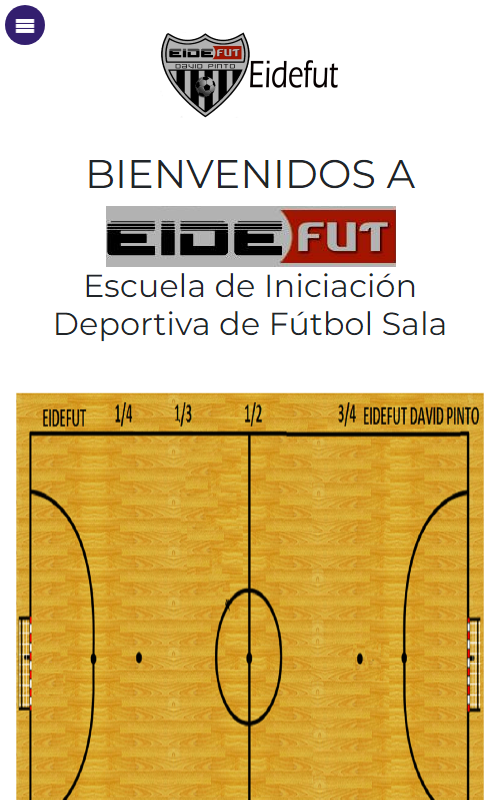 EIDEFUT
DAVID PINTO
Eidefut
BIENVENIDOS A
EIDEFUT
Escuela de Iniciación
Deportiva de Fútbol Sala
EIDEFUT 1/4 1/3 1/2 3/4 EIDEFUT DAVID PINTO